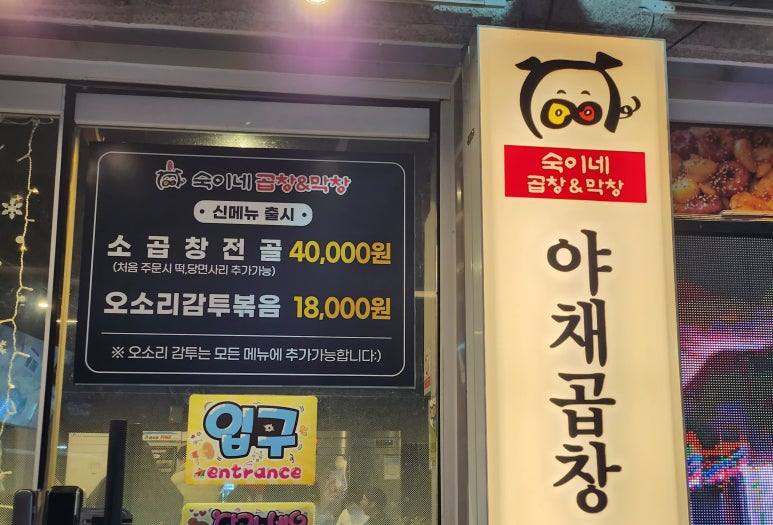 숙이네 곱창&막창
신메뉴 출시
소곱창전골 40,000원
(처음 주문시 떡,당면사리 추가가능)
오소리감투볶음 18,000원
※ 오소리 감투는 모든 메뉴에 추가가능합니다:)
입구
entrance
숙이네
곱창&막창
야채곱창